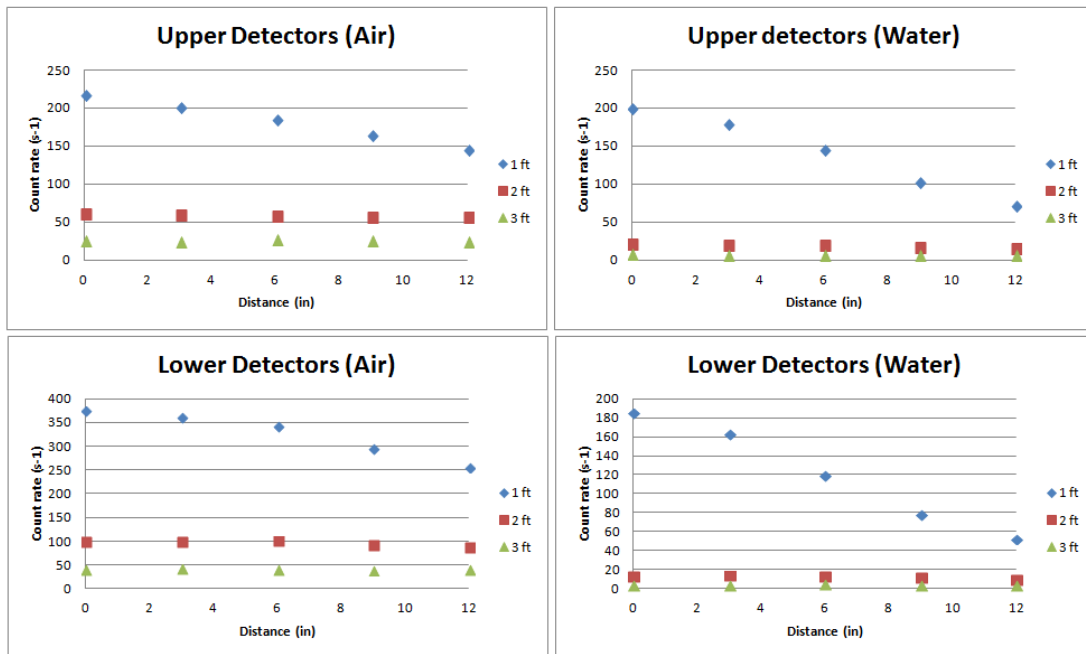 Upper Detectors (Air)
250
200
150
100
50
0
Count rate (s-1)
0 2 4 6 8 10 12
Distance (in)
1 ft
2 ft
3 ft
Upper detectors (Water)
250
200
150
100
50
0
Count rate (s-1)
0 2 4 6 8 10 12
Distance (in)
1 ft
2 ft
3 ft
Lower Detectors (Air)
400
350
300
250
200
150
100
50
0
Count rate (s-1)
0 2 4 6 8 10 12
Distance (in)
1 ft
2 ft
3 ft
Lower Detectors (Water)
200
180
160
140
120
100
80
60
40
20
0
Count rate (s-1)
0 2 4 6 8 10 12
Distance (in)
1 ft
2 ft
3 ft